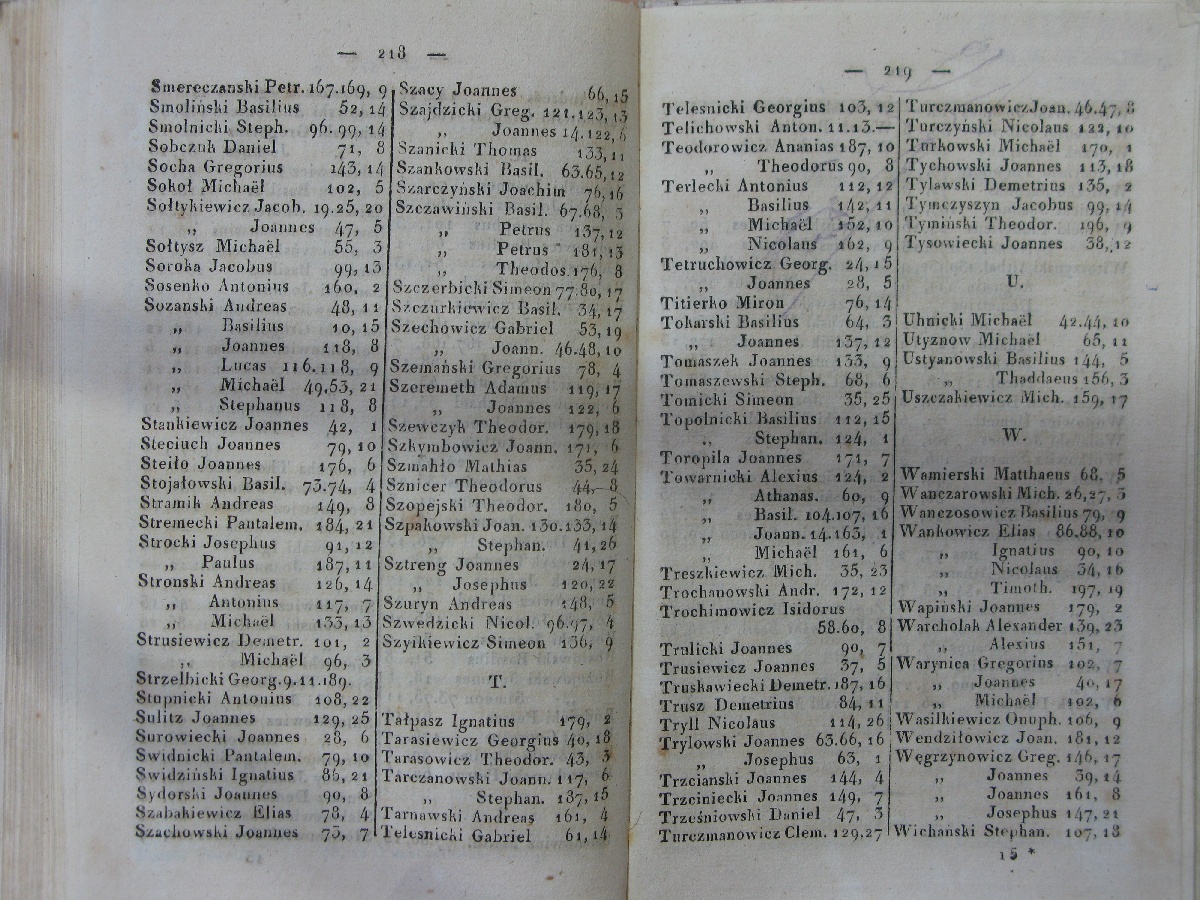 — 218 —
Smereczanski Petr. 167.169, 9
Smoliński Basilius 52, 14
Smolnicki Steph. 96.99, 14
Sobczuk Daniel 71, 8
Socha Gregorius 143, 14
Sokoł Michaël 102, 5
Sołtykiewicz Jacob. 19.25, 20
„ Joannes 47, 5
Sołtysz Michaël 55, 3
Soroka Jacobus 99, 13
Sosenko Antonius 160, 2
Sozanski Andreas 48, 11
„ Basilius 10, 15
„ Joannes 118, 8
„ Lucas 116.118, 9
„ Michaël 49,53, 21
„ Stephanus 118, 8
Stankiewicz Joannes 42, 1
Steciuch Joannes 79, 10
Steiło Joannes 176, 6
Stojałowski Basil. 73.74, 4
Stramik Andreas 149, 8
Stremecki Pantalem. 184, 21
Strocki Josephus 91, 12
„ Paulus 187, 11
Stronski Andreas 126, 14
„ Antonius 117, 7
„ Michaël 133, 13
Strusiewicz Demetr. 101, 2
„ Michaël 96, 3
Strzelbicki Georg. 9.11.189.
Stupnicki Antonius 108, 22
Sulitz Joannes 129, 25
Surowiecki Joannes 28, 6
Swidnicki Pantalem. 79, 10
Swidziński Ignatius 86, 21
Sydorski Joannes 90, 8
Szabakiewicz Elias 78, 4
Szachowski Joannes 73, 7
Szacy Joannes 66, 15
Szajdzicki Greg. 121.123, 13
„ Joannes 14.122, 6
Szanicki Thomas 133, 11
Szankowski Basil. 63.65, 12
Szarczyński Joachim 76, 16
Szczawiński Basil. 67.68, 3
„ Petrus 137, 12
„ Petrus 181, 13
„ Theodos. 176, 8
Szczerbicki Simeon 77.80, 17
Szczurkiewicz Basil. 34, 17
Szechowicz Gabriel 53, 19
„ Joann. 46.48, 10
Szemański Gregorius 78, 4
Szeremeth Adamus 119, 17
„ Joannes 122, 6
Szewczyk Theodor. 179, 18
Szkymbowicz Joann. 171, 6
Szmahło Mathias 35, 24
Sznicer Theodorus 44,— 8
Szopejski Theodor. 180, 5
Szpakowski Joan. 130.133, 14
„ Stephan. 41, 26
Sztreng Joannes 24, 17
„ Josephus 120, 22
Szuryn Andreas 148, 5
Szwedzicki Nicol. 96.97, 4
Szyikiewicz Simeon 136, 9
T.
Tałpasz Ignatius 179, 2
Tarasiewicz Georgius 40, 18
Tarasowicz Theodor. 43, 3
Tarczanowski Joann. 117, 6
„ Stephan. 187, 15
Tarnawski Andreas 161, 4
Telesnicki Gabriel 61, 14
— 219 —
Telesnicki Georgius 103, 12
Telichowski Anton. 11.13.—
Teodorowicz Ananias 187, 10
„ Theodorus 90, 8
Terlecki Antonius 112, 12
„ Basilius 142, 11
„ Michaël 152, 10
„ Nicolaus 162, 9
Tetruchowicz Georg. 24, 15
„ Joannes 28, 5
Titierko Miron 76, 14
Tokarski Basilius 64, 3
„ Joannes 137, 12
Tomaszek Joannes 133, 9
Tomaszewski Steph. 68, 6
Tomicki Simeon 35, 25
Topolnicki Basilius 112, 15
„ Stephan. 124, 1
Toropila Joannes 171, 7
Towarnicki Alexius 124, 2
„ Athanas. 60, 9
„ Basil. 104.107, 16
„ Joann. 14.163, 1
„ Michaël 161, 6
Treszkiewicz Mich. 35, 23
Trochanowski Andr. 172, 12
Trochimowicz Isidorus
58.60, 8
Trulicki Joannes 90, 7
Trusiewicz Joannes 37, 5
Truskawiecki Demetr. 187, 16
Trusz Demetrius 84, 11
Tryll Nicolaus 114, 26
Trylowski Joannes 63.66, 16
„ Josephus 63, 1
Trzcianski Joannes 144, 4
Trzciniecki Joannes 149, 7
Trześniowski Daniel 47, 3
Turczmanowicz Clem. 129,27
Turczmanowicz Joan. 46.47, 8
Turczyński Nicolaus 122, 10
Turkowski Michaël 170, 1
Tychowski Joannes 113, 18
Tylawski Demetrius 135, 2
Tymczyszyn Jacobus 99, 14
Tymiński Theodor. 196, 9
Tysowiecki Joannes 38, 12
U.
Uhnicki Michaël 42.44, 10
Utyznow Michaël 65, 11
Ustyanowski Basilius 144, 5
„ Thaddaeus 156, 3
Uszczakiewicz Mich. 159, 17
W.
Wamierski Matthaeus 68, 5
Wanczarowski Mich. 26,27, 3
Wanczosowicz Basilius 79, 9
Wankowicz Elias 86.88, 10
„ Ignatius 90, 10
„ Nicolaus 34, 16
„ Timoth. 197, 19
Wapiński Joannes 179, 2
Warcholak Alexander 139, 23
„ Alexius 151, 7
Warynica Gregorius 102, 7
„ Joannes 40, 17
„ Michaël 102, 6
Wasilkiewicz Onuph. 106, 9
Wendziłowicz Joan. 181, 12
Węgrzynowicz Greg. 146, 17
„ Joannes 39, 14
„ Joannes 161, 8
„ Josephus 147, 21
Wichański Stephan. 107, 18
15 *